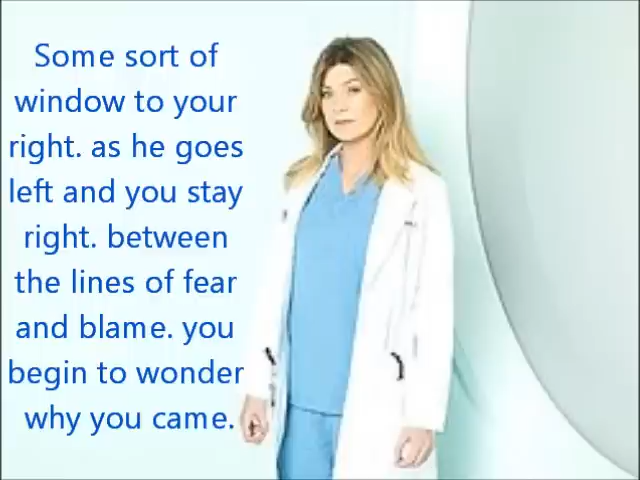 Some sort of
window to your
right. as he goes
left and you stay
right. between
the lines of fear
and blame. you
begin to wonder
why you came.